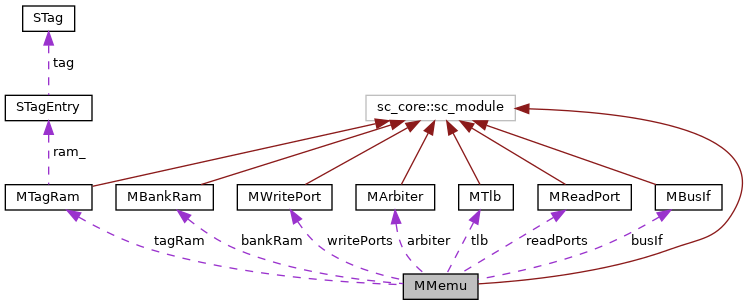 STag
tag
STagEntry
sc_core::sc_module
ram_
MTagRam
MBankRam
MWritePort
MArbiter
MTlb
MReadPort
MBusIf
tagRam
bankRam
writePorts
arbiter
tlb
readPorts
busIf
MMemu